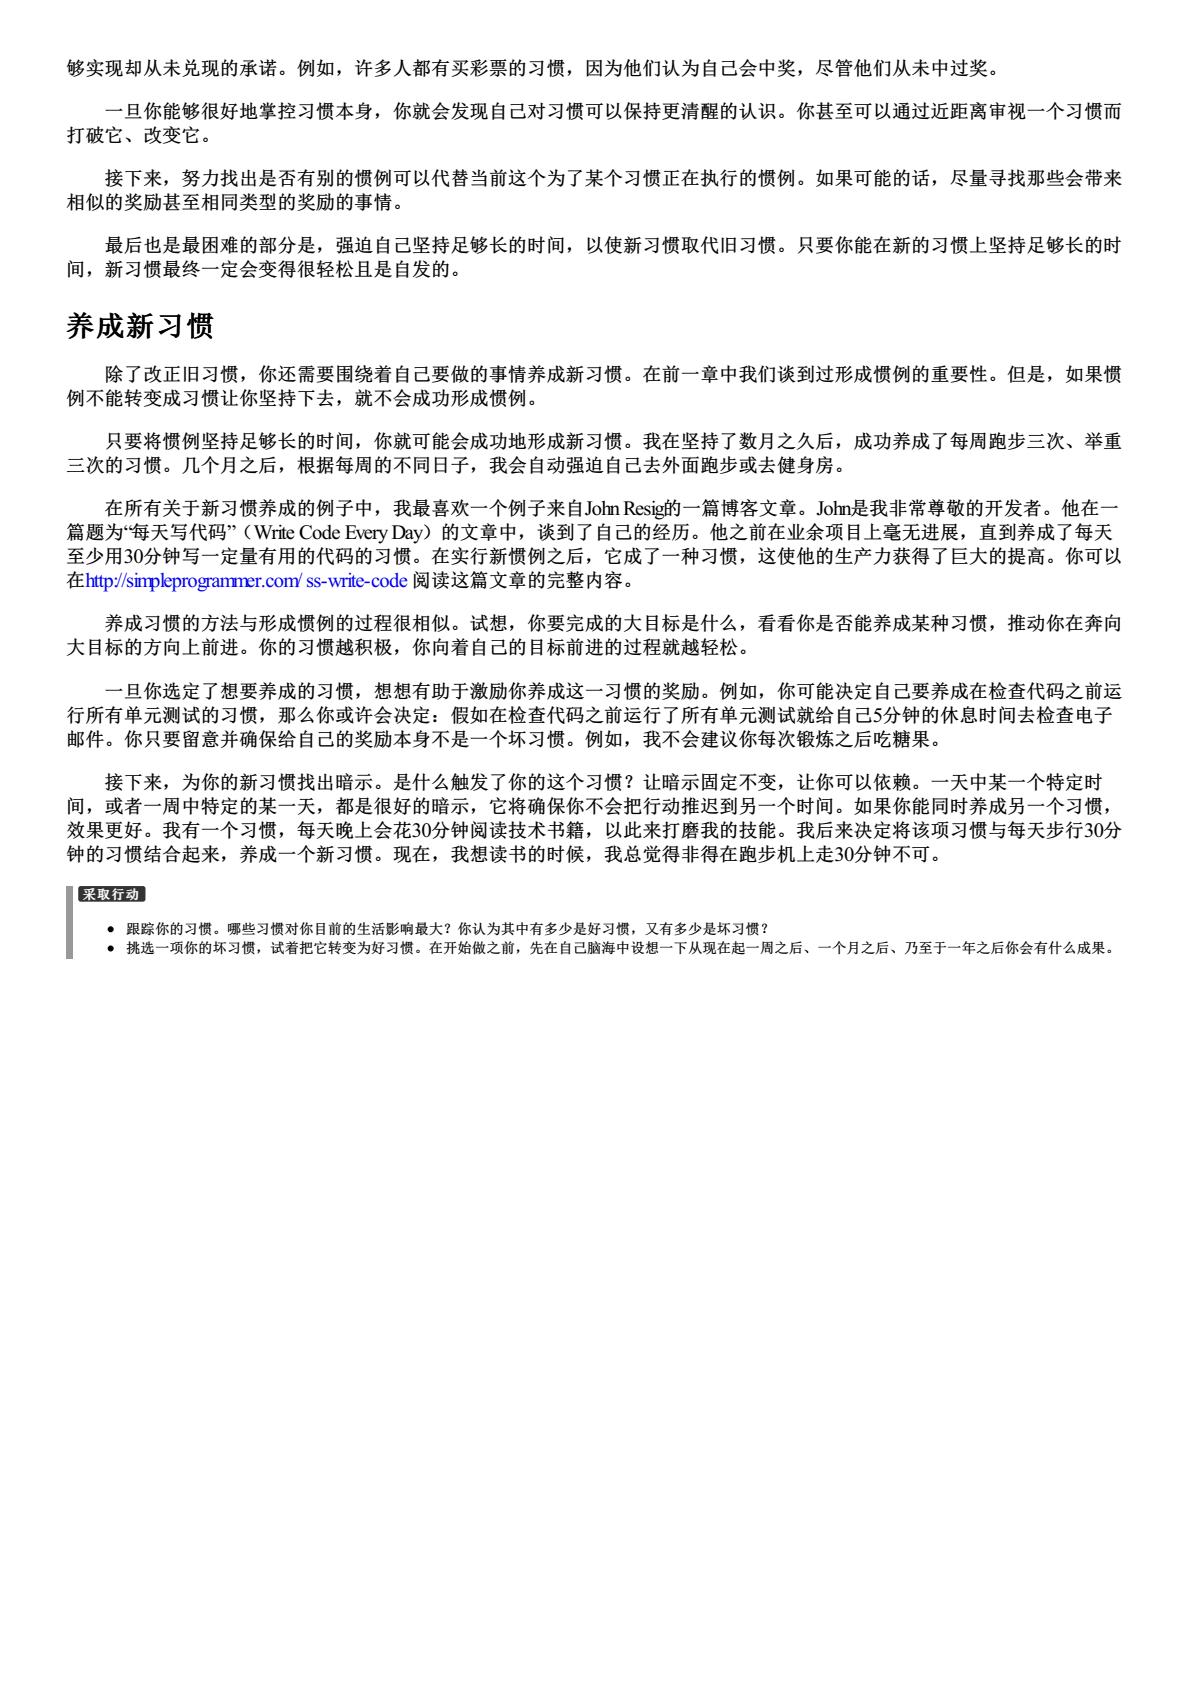 够实现却从未兑现的承诺。例如，许多人都有买彩票的习惯，因为他们认为自己会中奖，尽管他们从未中过奖。
一旦你能够很好地掌控习惯本身，你就会发现自己对习惯可以保持更清醒的认识。你甚至可以通过近距离审视一个习惯而
打破它、改变它。
接下来，努力找出是否有别的惯例可以代替当前这个为了某个习惯正在执行的惯例。如果可能的话，尽量寻找那些会带来
相似的奖励甚至相同类型的奖励的事情。
最后也是最困难的部分是，强迫自己坚持足够长的时间，以使新习惯取代旧习惯。只要你能在新的习惯上坚持足够长的时
间，新习惯最终一定会变得很轻松且是自发的。
养成新习惯
除了改正旧习惯，你还需要围绕着自己要做的事情养成新习惯。在前一章中我们谈到过形成惯例的重要性。但是，如果惯
例不能转变成习惯让你坚持下去，就不会成功形成惯例。
只要将惯例坚持足够长的时间，你就可能会成功地形成新习惯。我在坚持了数月之久后，成功养成了每周跑步三次、举重
三次的习惯。几个月之后，根据每周的不同日子，我会自动强迫自己去外面跑步或去健身房。
在所有关于新习惯养成的例子中，我最喜欢一个例子来自John Resig的一篇博客文章。John是我非常尊敬的开发者。他在一
篇题为“每天写代码”（Write Code Every Day）的文章中，谈到了自己的经历。他之前在业余项目上毫无进展，直到养成了每天
至少用30分钟写一定量有用的代码的习惯。在实行新惯例之后，它成了一种习惯，这使他的生产力获得了巨大的提高。你可以
在http://simpleprogrammer.com/ ss-write-code 阅读这篇文章的完整内容。
养成习惯的方法与形成惯例的过程很相似。试想，你要完成的大目标是什么，看看你是否能养成某种习惯，推动你在奔向
大目标的方向上前进。你的习惯越积极，你向着自己的目标前进的过程就越轻松。
一旦你选定了想要养成的习惯，想想有助于激励你养成这一习惯的奖励。例如，你可能决定自己要养成在检查代码之前运
行所有单元测试的习惯，那么你或许会决定：假如在检查代码之前运行了所有单元测试就给自己5分钟的休息时间去检查电子
邮件。你只要留意并确保给自己的奖励本身不是一个坏习惯。例如，我不会建议你每次锻炼之后吃糖果。
接下来，为你的新习惯找出暗示。是什么触发了你的这个习惯？让暗示固定不变，让你可以依赖。一天中某一个特定时
间，或者一周中特定的某一天，都是很好的暗示，它将确保你不会把行动推迟到另一个时间。如果你能同时养成另一个习惯，
效果更好。我有一个习惯，每天晚上会花30分钟阅读技术书籍，以此来打磨我的技能。我后来决定将该项习惯与每天步行30分
钟的习惯结合起来，养成一个新习惯。现在，我想读书的时候，我总觉得非得在跑步机上走30分钟不可。
采取行动
● 跟踪你的习惯。哪些习惯对你目前的生活影响最大？你认为其中有多少是好习惯，又有多少是坏习惯？
● 挑选一项你的坏习惯，试着把它转变为好习惯。在开始做之前，先在自己脑海中设想一下从现在起一周之后、一个月之后、乃至于一年之后你会有什么成果。